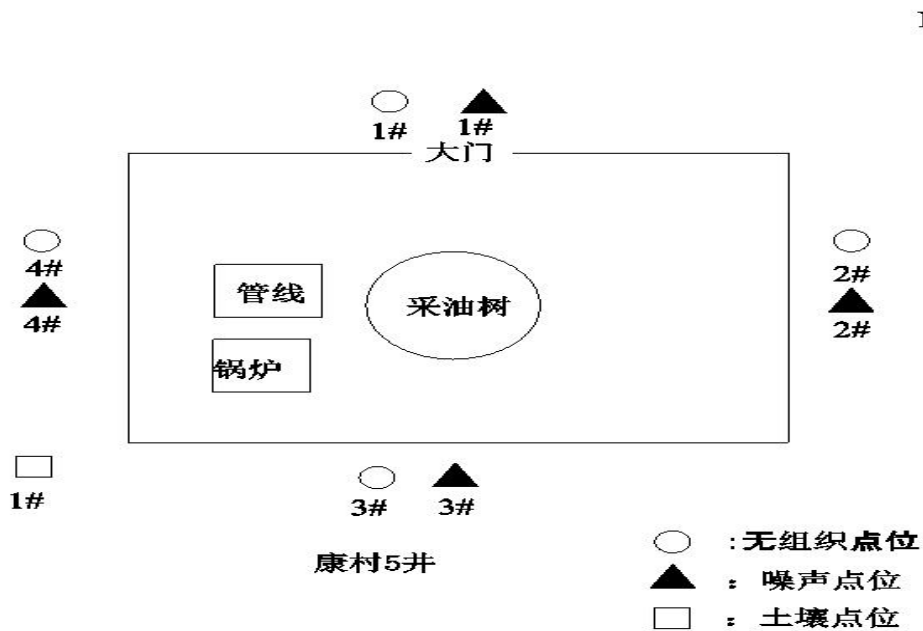 1#
1#
大门
4#
4#
管线
采油树
2#
2#
锅炉
1#
3#
3#
康村5井
○ :无组织点位
▲ : 噪声点位
□ : 土壤点位